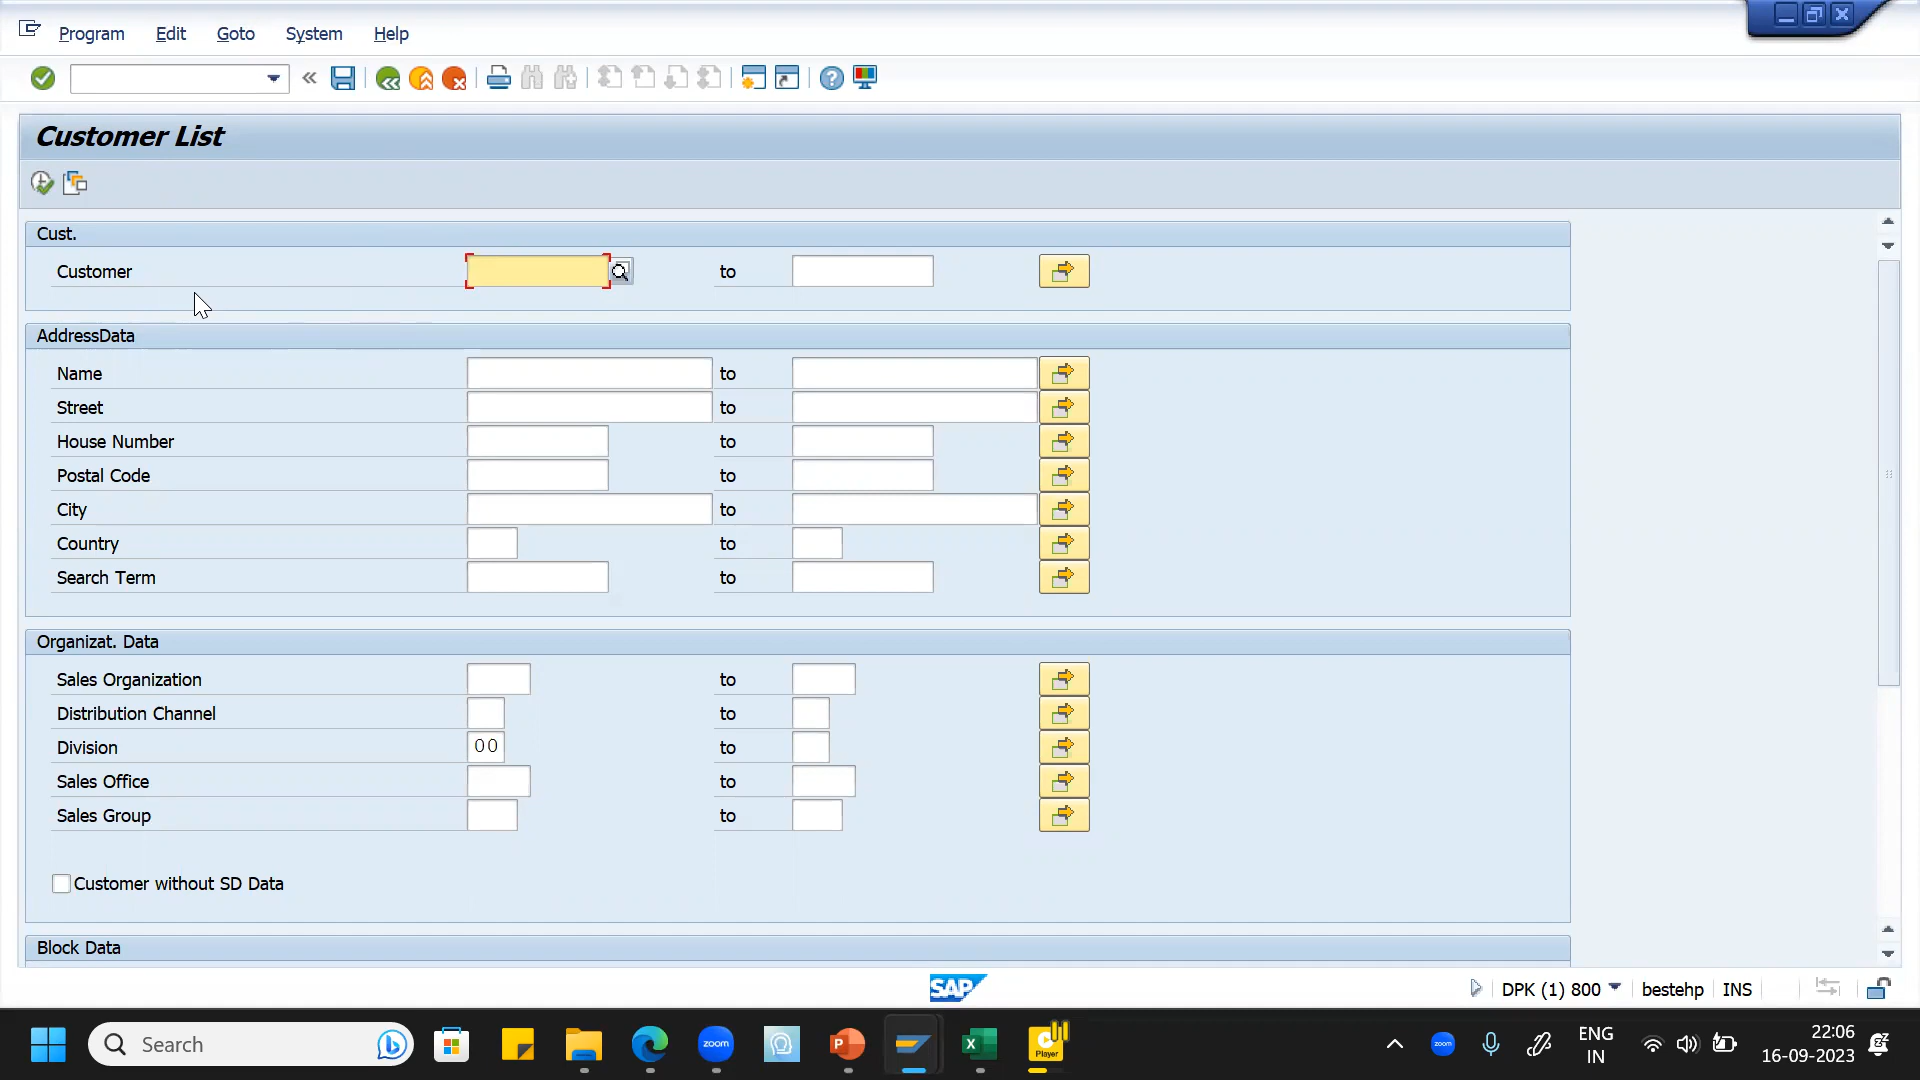 Program Edit Goto System Help
Customer List
Cust.
Customer to
AddressData
Name to
Street to
House Number to
Postal Code to
City to
Country to
Search Term to
Organizat. Data
Sales Organization to
Distribution Channel to
Division 00 to
Sales Office to
Sales Group to
Customer without SD Data
Block Data
SAP DPK (1) 800 bestehp INS
Search zoom Player zoom ENG IN 22:06 16-09-2023